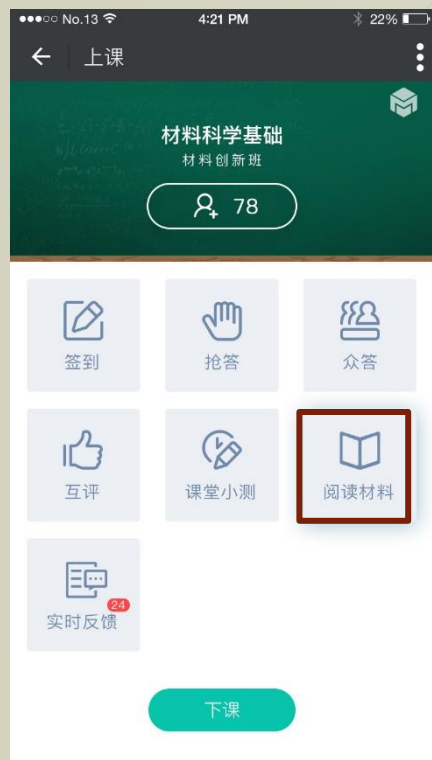 No.13 4:21 PM 22%
上课
材料科学基础
材料创新班
78
签到 抢答 众答
互评 课堂小测 阅读材料
24
实时反馈
下课